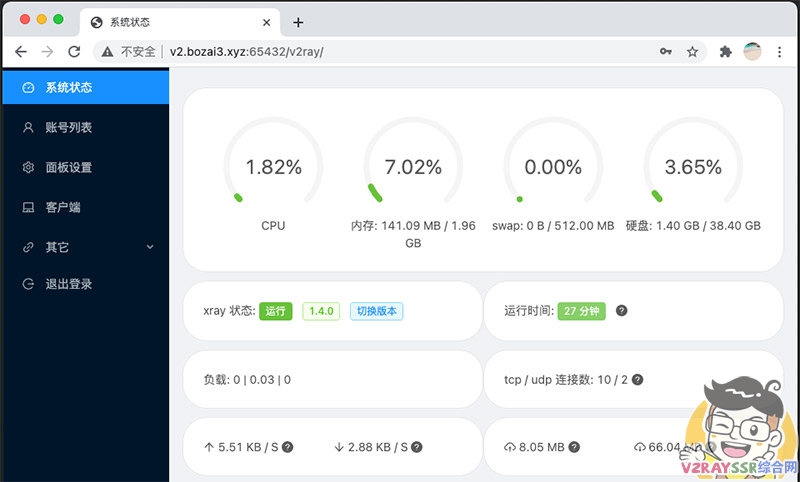 系统状态
不安全 | v2.bozai3.xyz:65432/v2ray/
系统状态
账号列表
面板设置
客户端
其它
退出登录
1.82%
7.02%
0.00%
3.65%
CPU
内存: 141.09 MB / 1.96
GB
swap: 0 B / 512.00 MB
硬盘: 1.40 GB / 38.40 GB
xray 状态: 运行 1.4.0 切换版本
运行时间: 27 分钟
负载: 0 | 0.03 | 0
tcp / udp 连接数: 10 / 2
5.51 KB / S
2.88 KB / S
8.05 MB
66.04
V2RAYSSR综合网